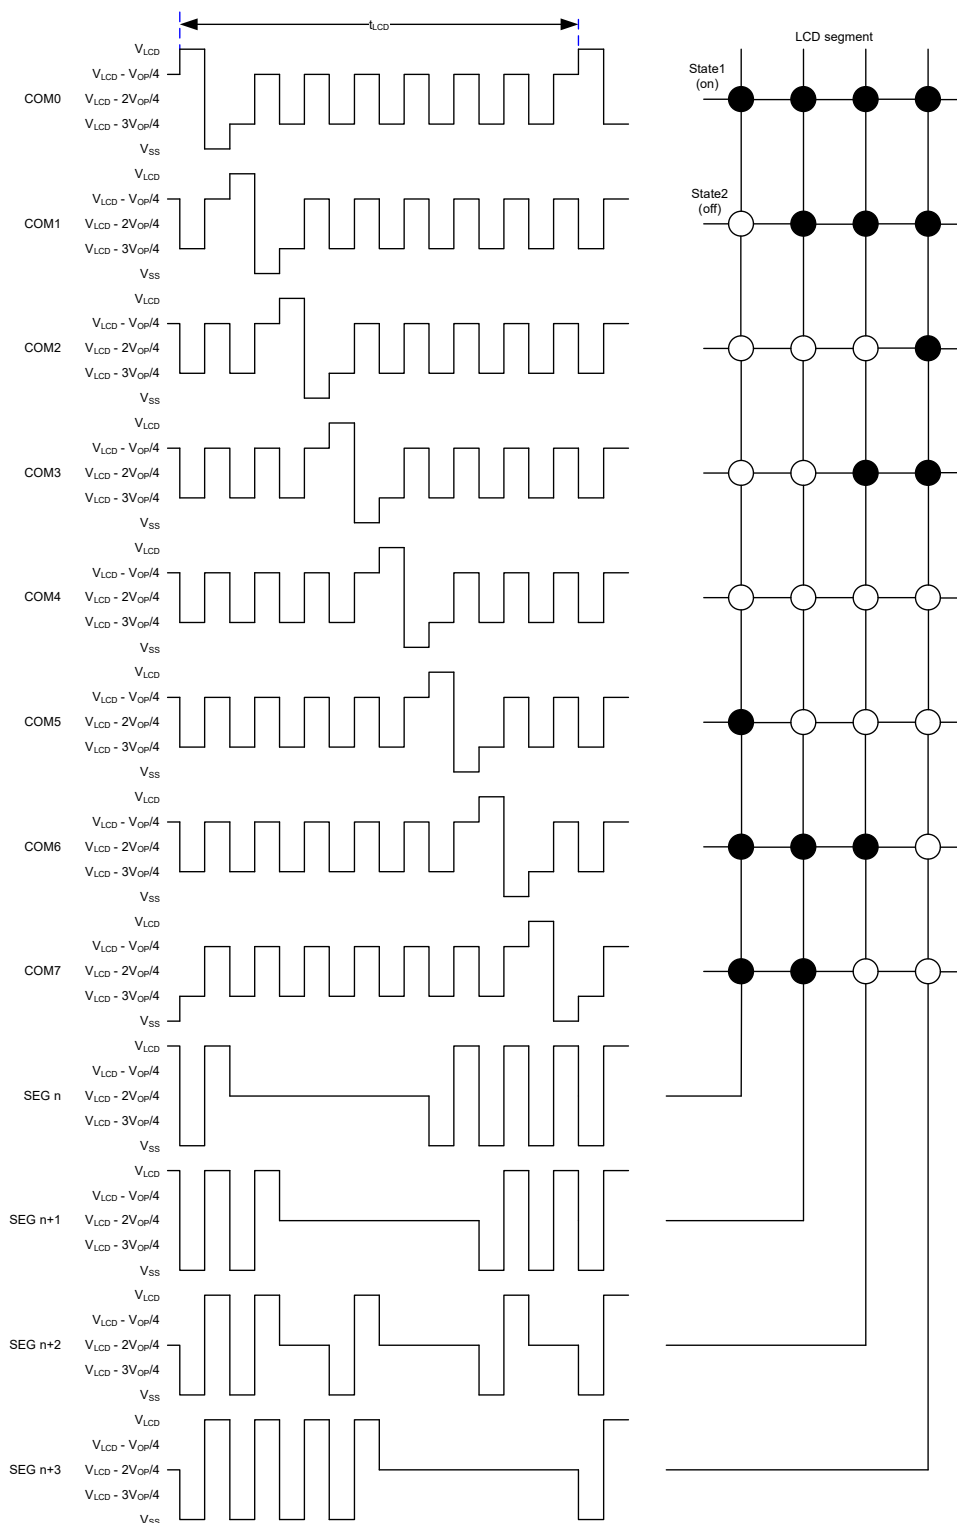 tLCD
LCD segment
VLCD
VLCD - VOP/4
COM0 VLCD - 2VOP/4
VLCD - 3VOP/4
VSS
State1
(on)
VLCD
VLCD - VOP/4
COM1 VLCD - 2VOP/4
VLCD - 3VOP/4
VSS
State2
(off)
VLCD
VLCD - VOP/4
COM2 VLCD - 2VOP/4
VLCD - 3VOP/4
VSS
VLCD
VLCD - VOP/4
COM3 VLCD - 2VOP/4
VLCD - 3VOP/4
VSS
VLCD
VLCD - VOP/4
COM4 VLCD - 2VOP/4
VLCD - 3VOP/4
VSS
VLCD
VLCD - VOP/4
COM5 VLCD - 2VOP/4
VLCD - 3VOP/4
VSS
VLCD
VLCD - VOP/4
COM6 VLCD - 2VOP/4
VLCD - 3VOP/4
VSS
VLCD
VLCD - VOP/4
COM7 VLCD - 2VOP/4
VLCD - 3VOP/4
VSS
VLCD
VLCD - VOP/4
SEG n VLCD - 2VOP/4
VLCD - 3VOP/4
VSS
VLCD
VLCD - VOP/4
SEG n+1 VLCD - 2VOP/4
VLCD - 3VOP/4
VSS
VLCD
VLCD - VOP/4
SEG n+2 VLCD - 2VOP/4
VLCD - 3VOP/4
VSS
VLCD
VLCD - VOP/4
SEG n+3 VLCD - 2VOP/4
VLCD - 3VOP/4
VSS